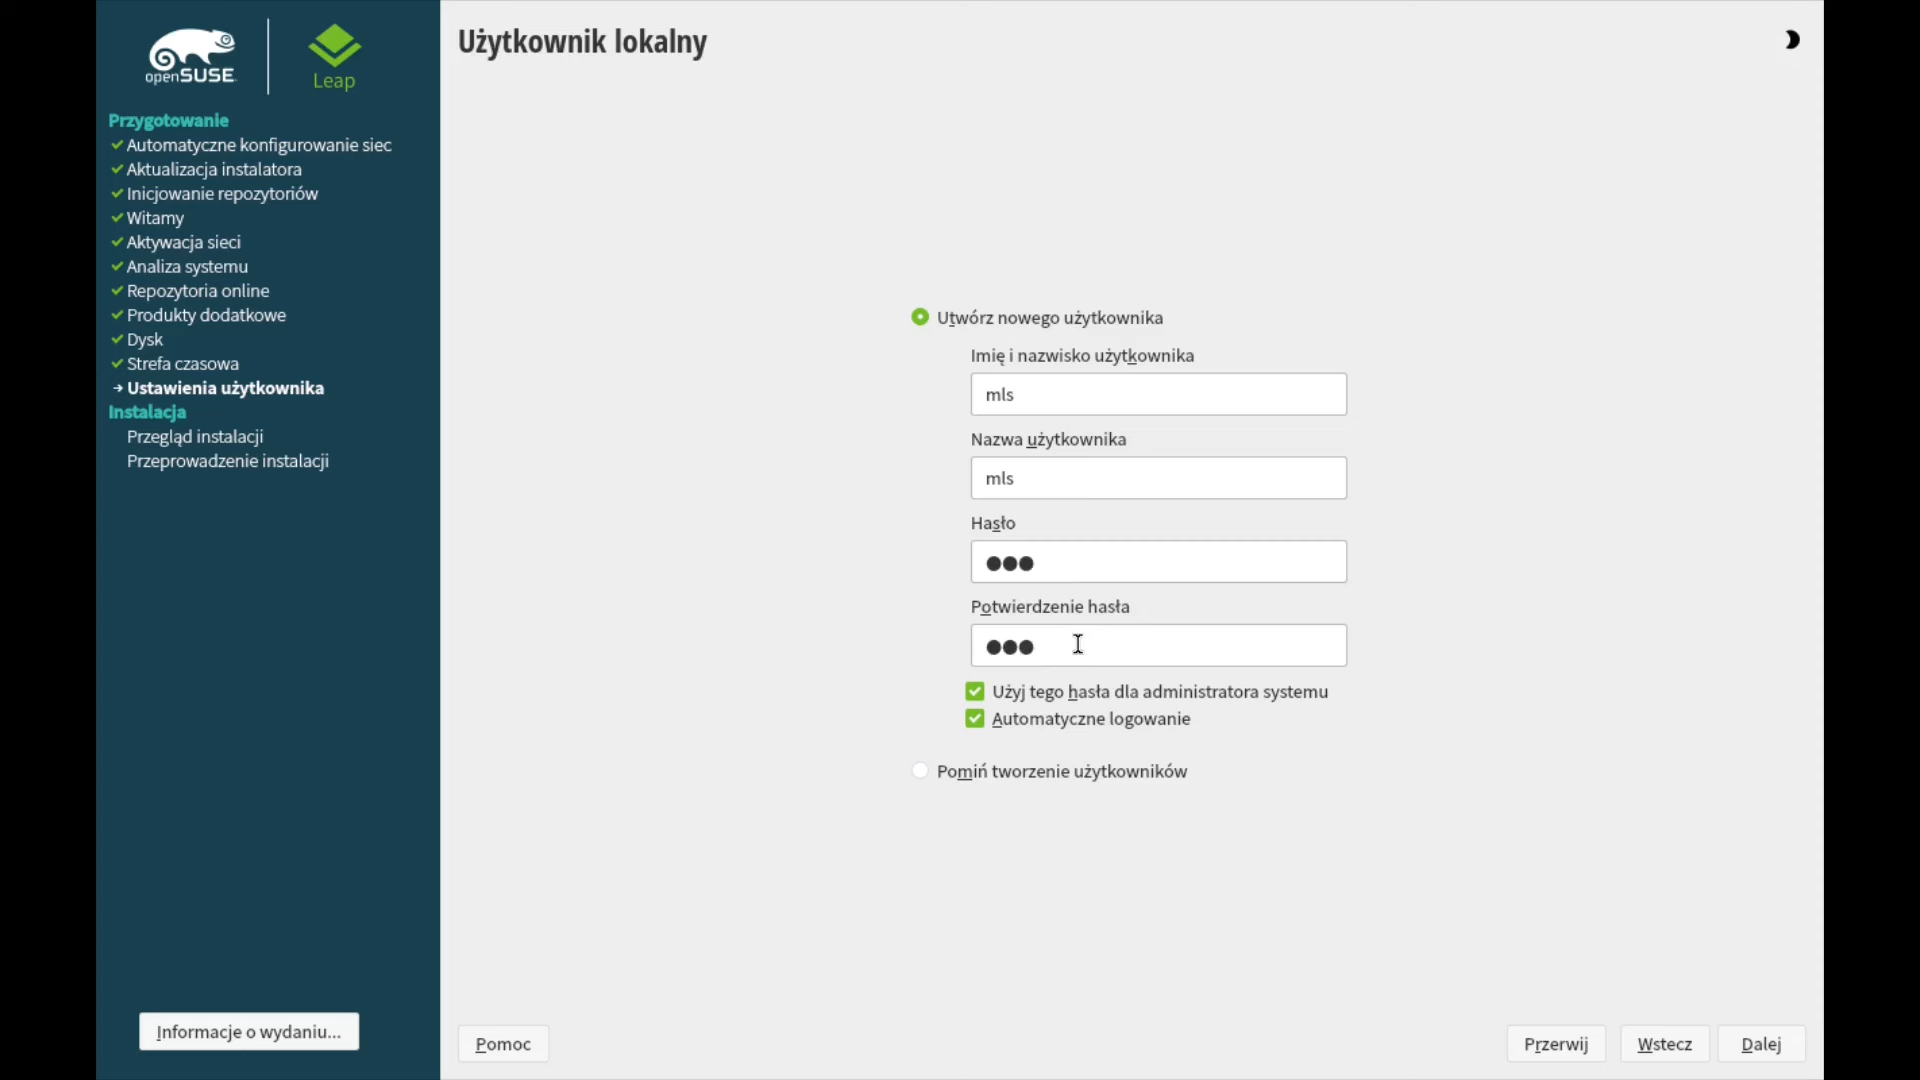 openSUSE
Leap
Użytkownik lokalny
Przygotowanie
Automatyczne konfigurowanie siec
Aktualizacja instalatora
Inicjowanie repozytoriów
Witamy
Aktywacja sieci
Analiza systemu
Repozytoria online
Produkty dodatkowe
Dysk
Strefa czasowa
Ustawienia użytkownika
Instalacja
Przegląd instalacji
Przeprowadzenie instalacji
Utwórz nowego użytkownika
Imię i nazwisko użytkownika
mls
Nazwa użytkownika
mls
Hasło
●●●
Potwierdzenie hasła
●●●
Użyj tego hasła dla administratora systemu
Automatyczne logowanie
Pomiń tworzenie użytkowników
Informacje o wydaniu...
Pomoc
Przerwij
Wstecz
Dalej